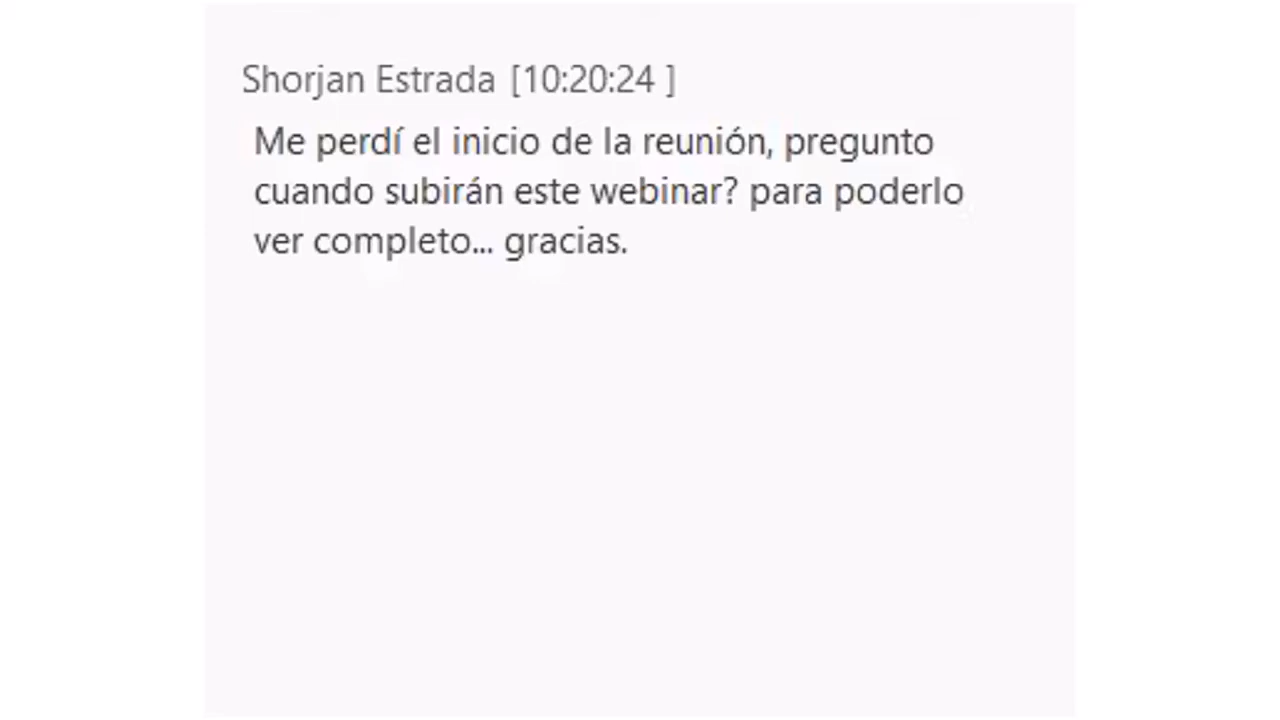 Shorjan Estrada [10:20:24 ]
Me perdí el inicio de la reunión, pregunto
cuando subirán este webinar? para poderlo
ver completo... gracias.